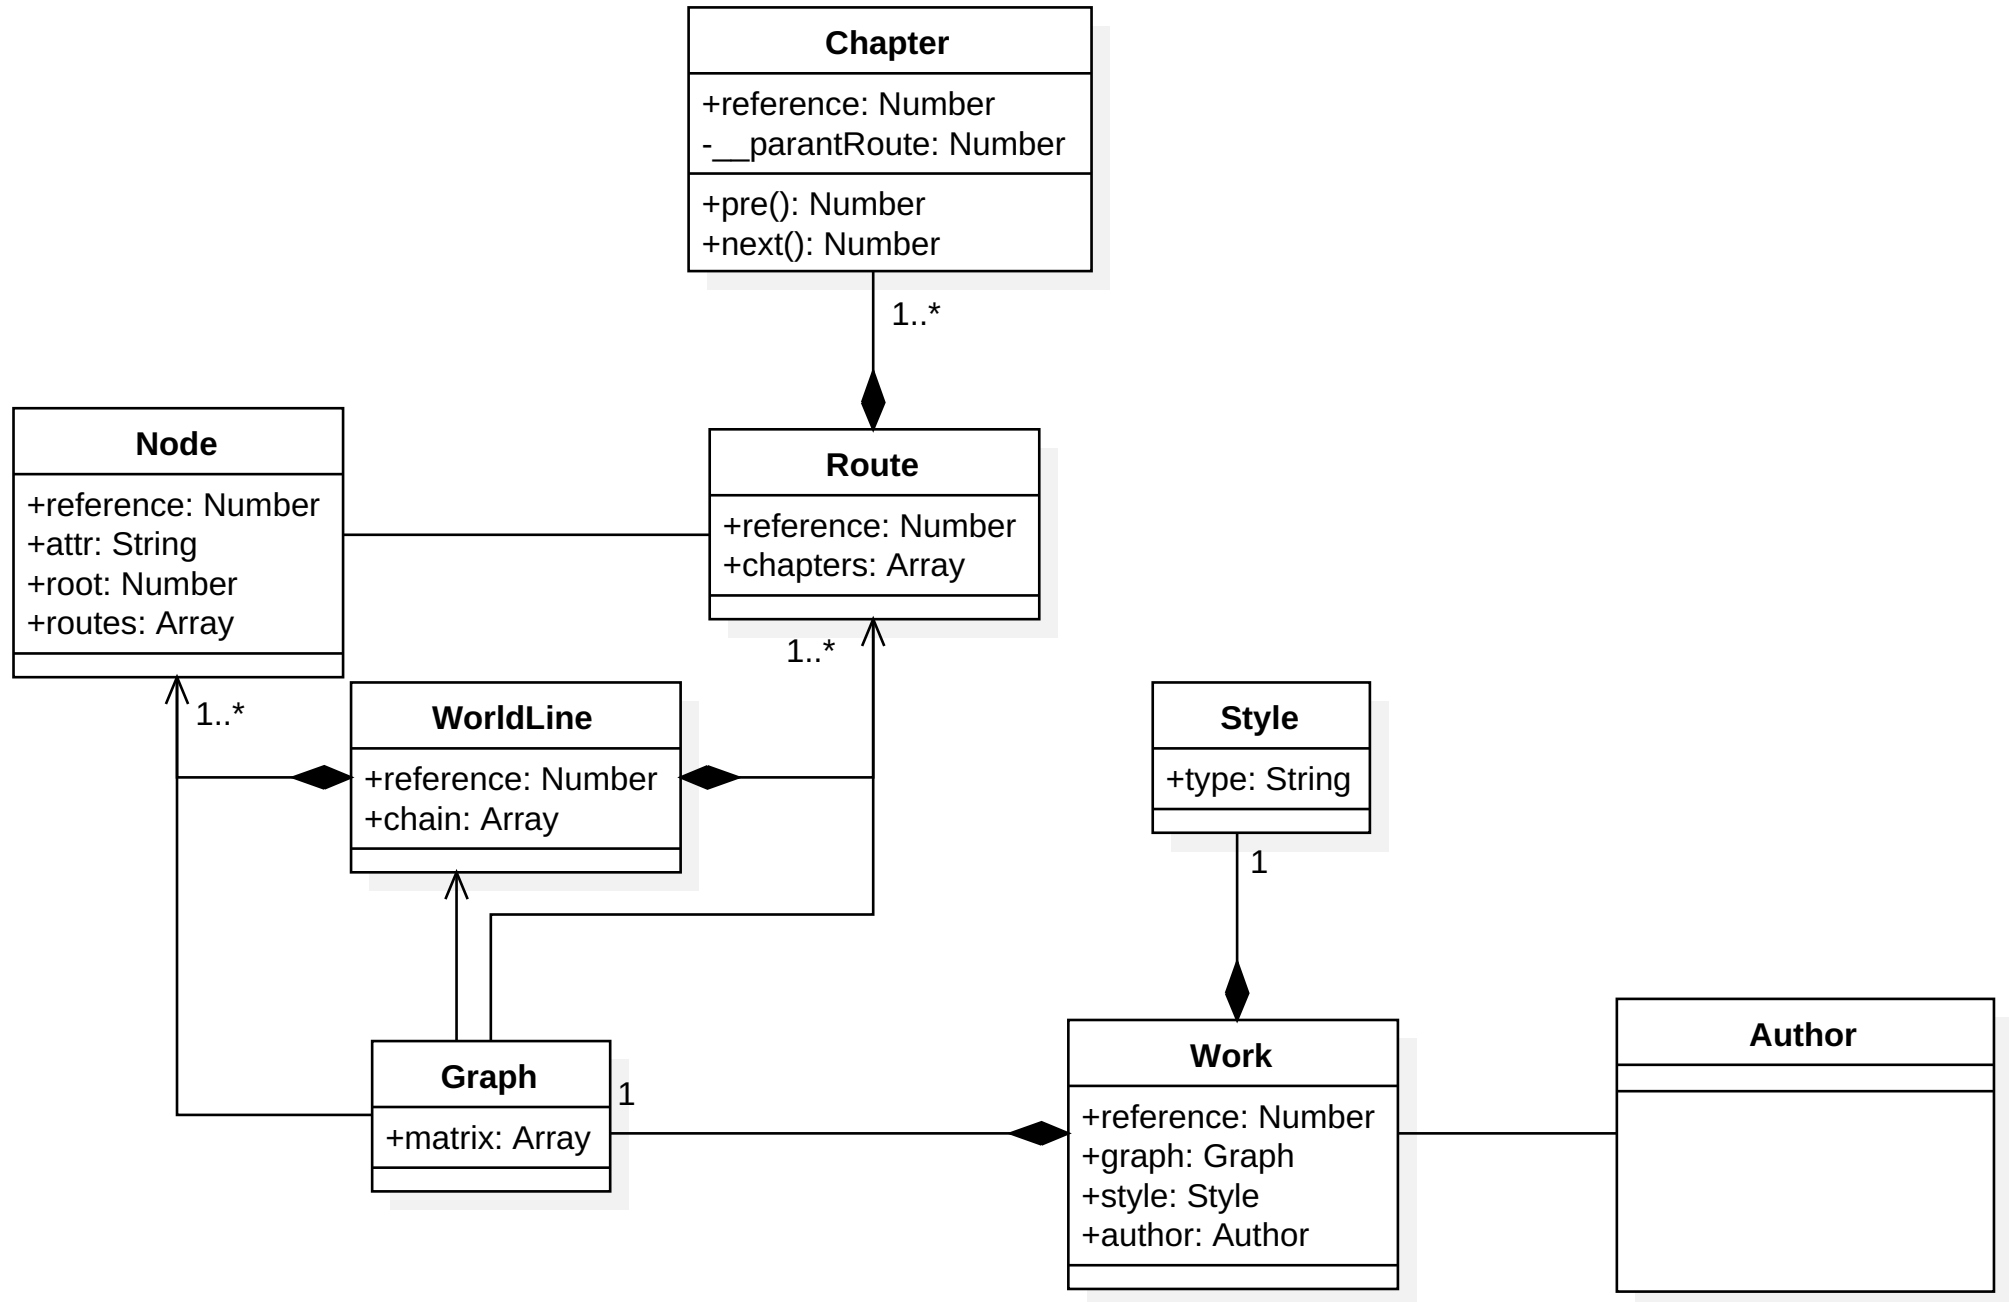 Chapter
+reference: Number
-__parantRoute: Number
+pre(): Number
+next(): Number
1..*
Node
+reference: Number
+attr: String
+root: Number
+routes: Array
Route
+reference: Number
+chapters: Array
1..*
1..*
WorldLine
+reference: Number
+chain: Array
Style
+type: String
1
Graph
+matrix: Array
1
Work
+reference: Number
+graph: Graph
+style: Style
+author: Author
Author